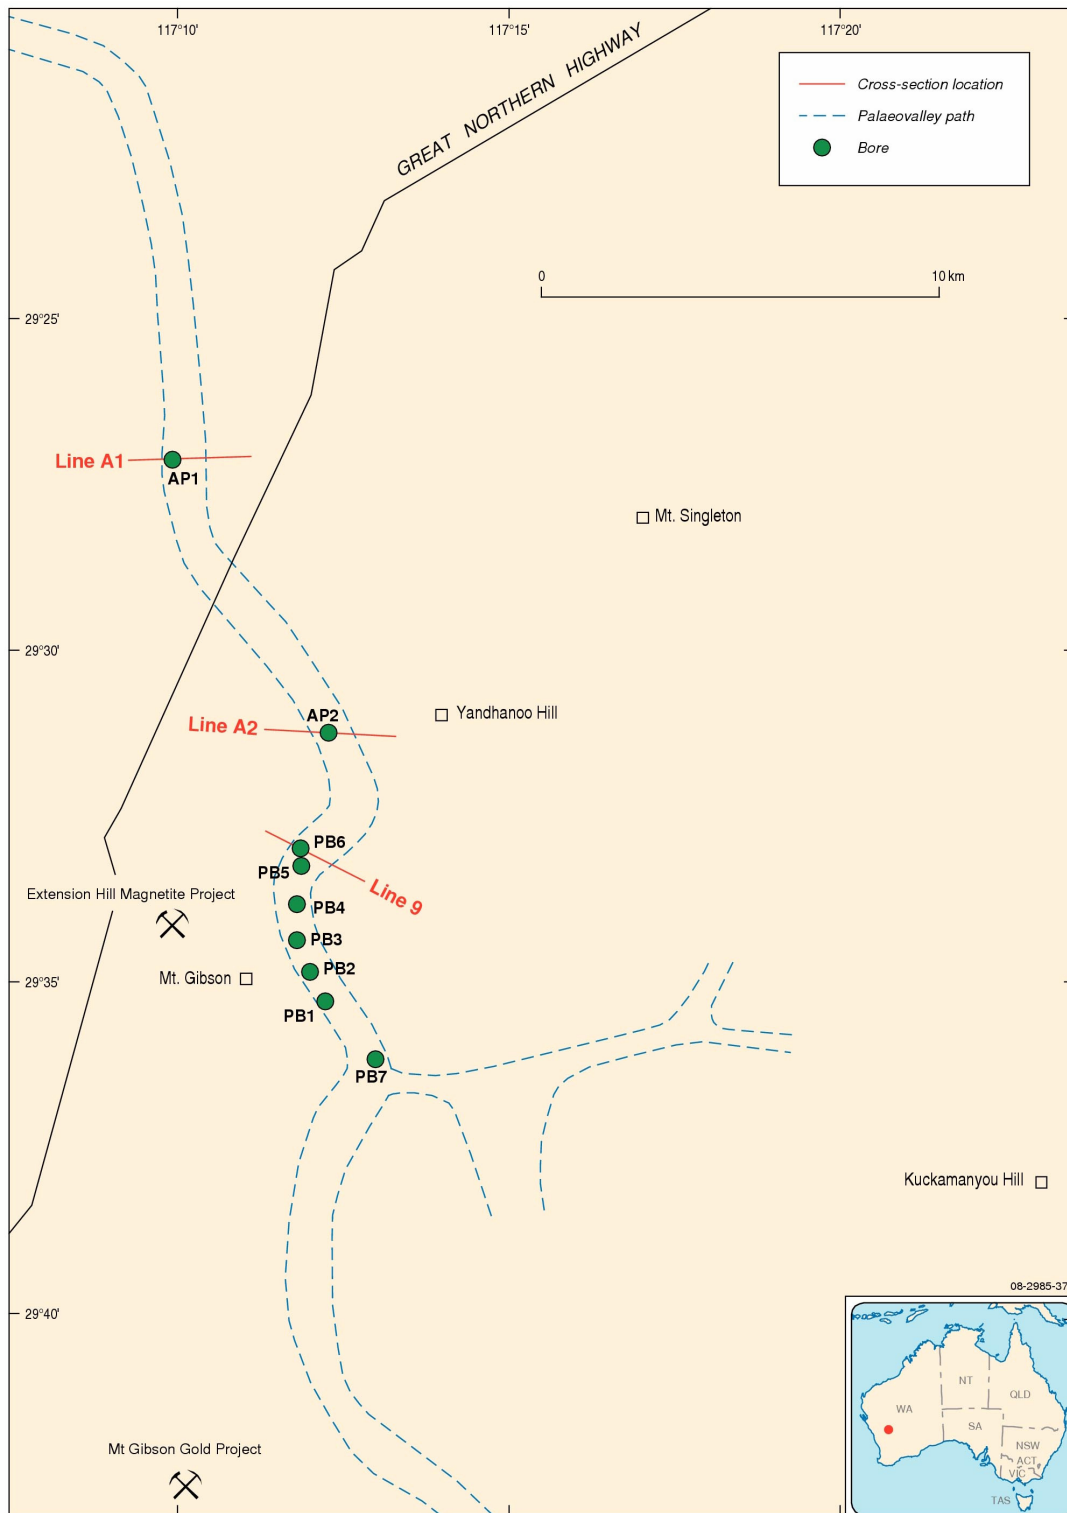 117°10'
117°15'
117°20'
GREAT NORTHERN HIGHWAY
Cross-section location
Palaeovalley path
Bore
0
10 km
29°25'
Line A1
AP1
Mt. Singleton
29°30'
AP2
Line A2
Yandhanoo Hill
PB6
PB5
Line 9
Extension Hill Magnetite Project
PB4
PB3
PB2
Mt. Gibson
29°35'
PB1
PB7
Kuckamanyou Hill
08-2985-37
29°40'
NT
QLD
WA
SA
NSW
ACT
VIC
TAS
Mt Gibson Gold Project